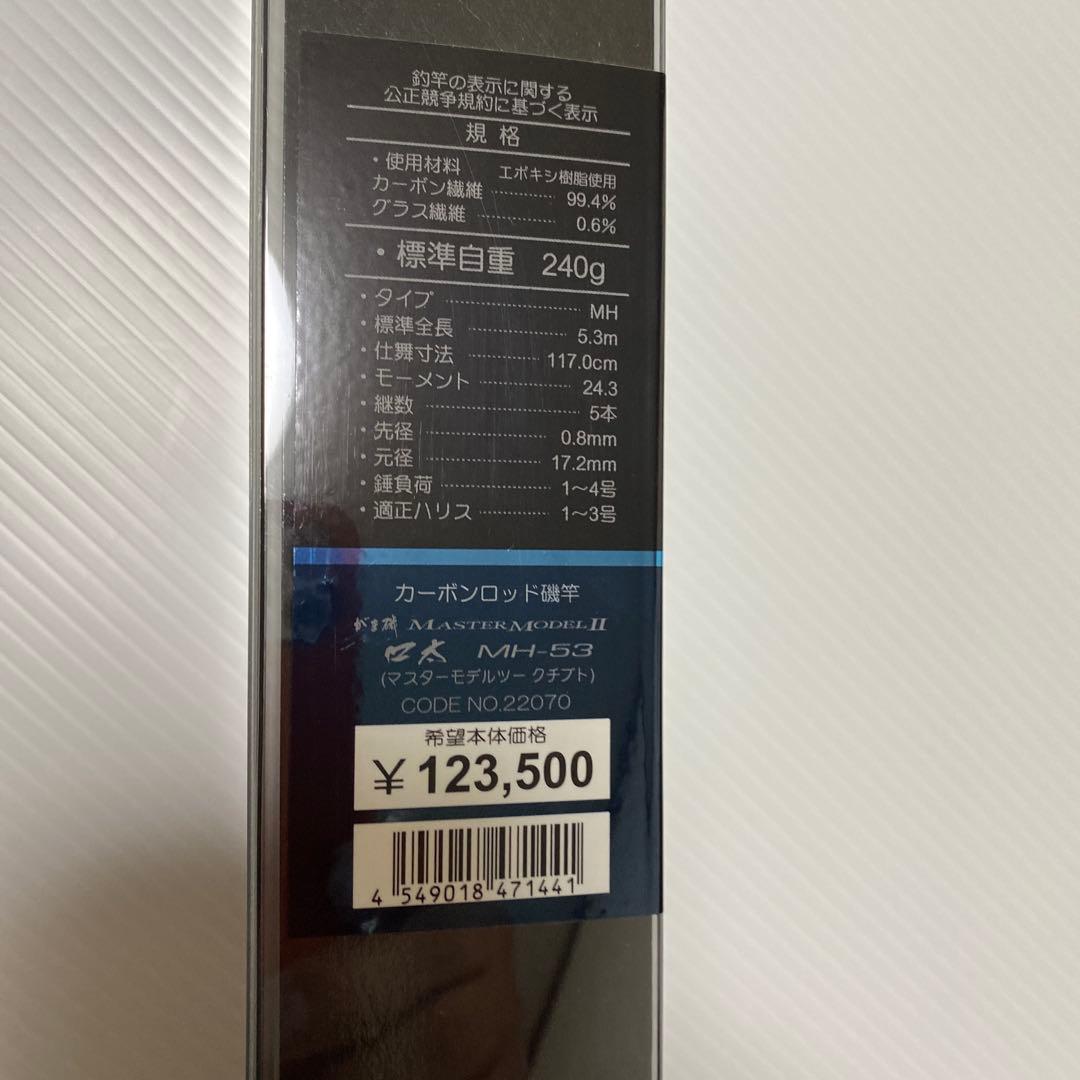 釣竿の表示に関する
公正競争規約に基づく表示
規 格
・使用材料 エポキシ樹脂使用
カーボン繊維 99.4%
グラス繊維 0.6%
・標準自重 240g
・タイプ MH
・標準全長 5.3m
・仕舞寸法 117.0cm
・モーメント 24.3
・継数 5本
・先径 0.8mm
・元径 17.2mm
・錘負荷 1〜4号
・適正ハリス 1〜3号
カーボンロッド磯竿
がま磯 MASTERMODEL II
口太 MH-53
(マスターモデルツー クチブト)
CODE NO.22070
希望本体価格
¥ 123,500
4 549018 471441